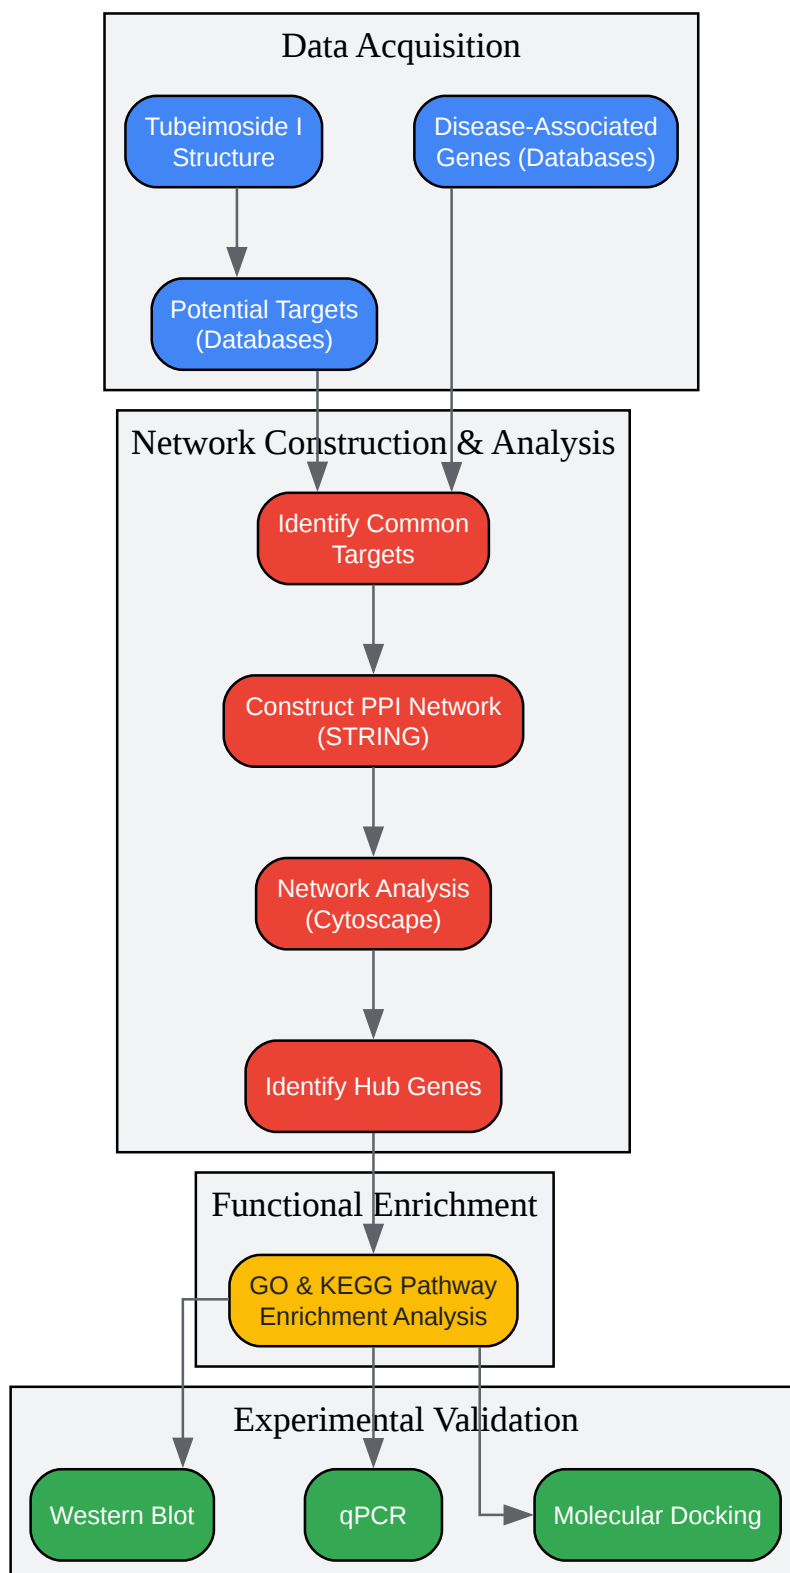 Data Acquisition
Tubeimoside I
Structure
Disease-Associated
Genes (Databases)
Potential Targets
(Databases)
Network Construction & Analysis
Identify Common
Targets
Construct PPI Network
(STRING)
Network Analysis
(Cytoscape)
Identify Hub Genes
Functional Enrichment
GO & KEGG Pathway
Enrichment Analysis
Experimental Validation
Western Blot
qPCR
Molecular Docking